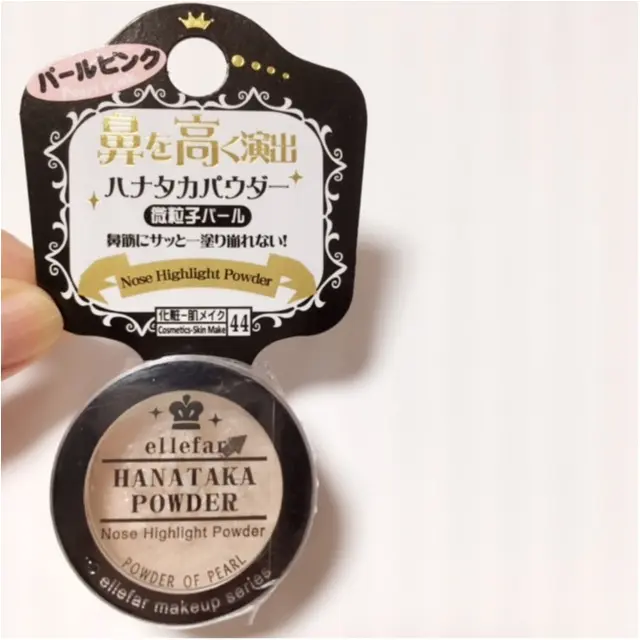 パールピンク
鼻を高く演出
ハナタカパウダー
微粒子パール
鼻筋にサッと一塗り崩れない!
Nose Highlight Powder
化粧-肌メイク
Cosmetics-Skin Make
44
ellefar
HANATAKA
POWDER
Nose Highlight Powder
POWDER OF PEARL
ellefar makeup series